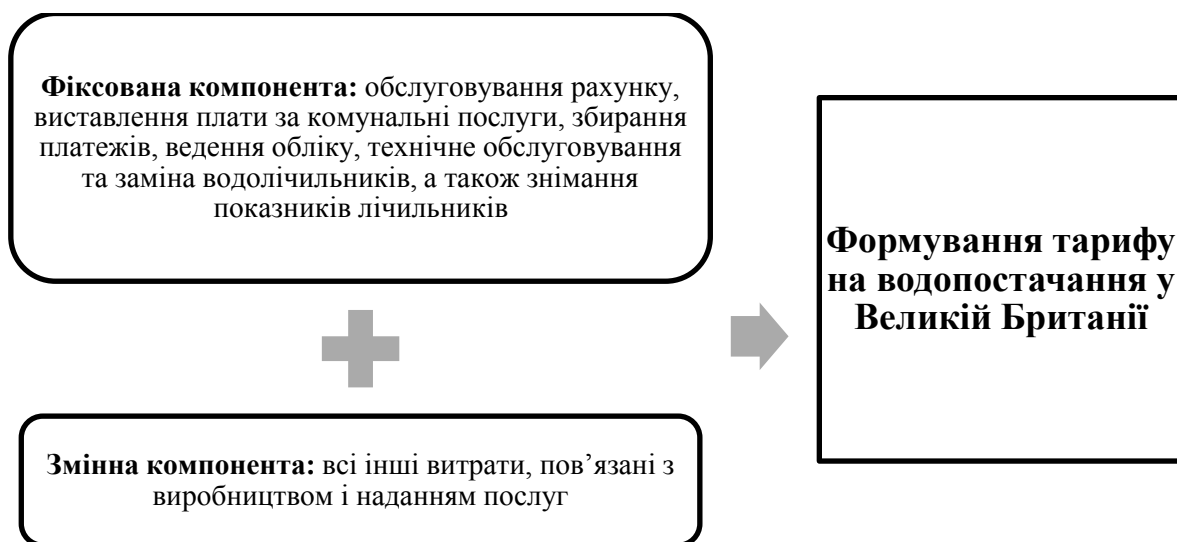 Фіксована компонента: обслуговування рахунку,
виставлення плати за комунальні послуги, збирання
платежів, ведення обліку, технічне обслуговування
та заміна водолічильників, а також знімання
показників лічильників
Змінна компонента: всі інші витрати, пов’язані з
виробництвом і наданням послуг
Формування тарифу
на водопостачання у
Великій Британії